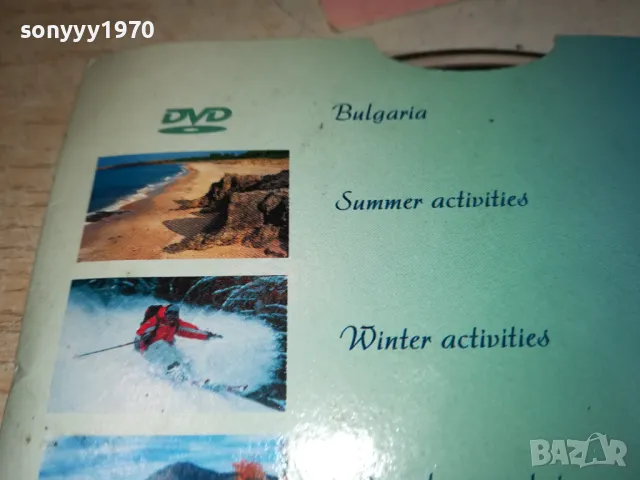 sonyyy1970
DVD
Bulgaria
Summer activities
Winter activities
BAZAR